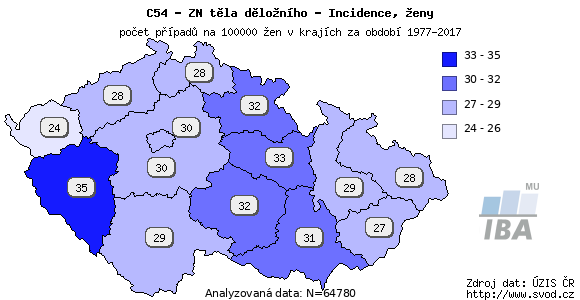 C54 - ZN těla děložního - Incidence, ženy
počet případů na 100000 žen v krajích za období 1977-2017
33 - 35
30 - 32
27 - 29
24 - 26
28
28
32
24
30
33
30
35
29
28
32
27
29
31
MU
IBA
Analyzovaná data: N=64780
Zdroj dat: ÚZIS ČR
http://www.svod.cz